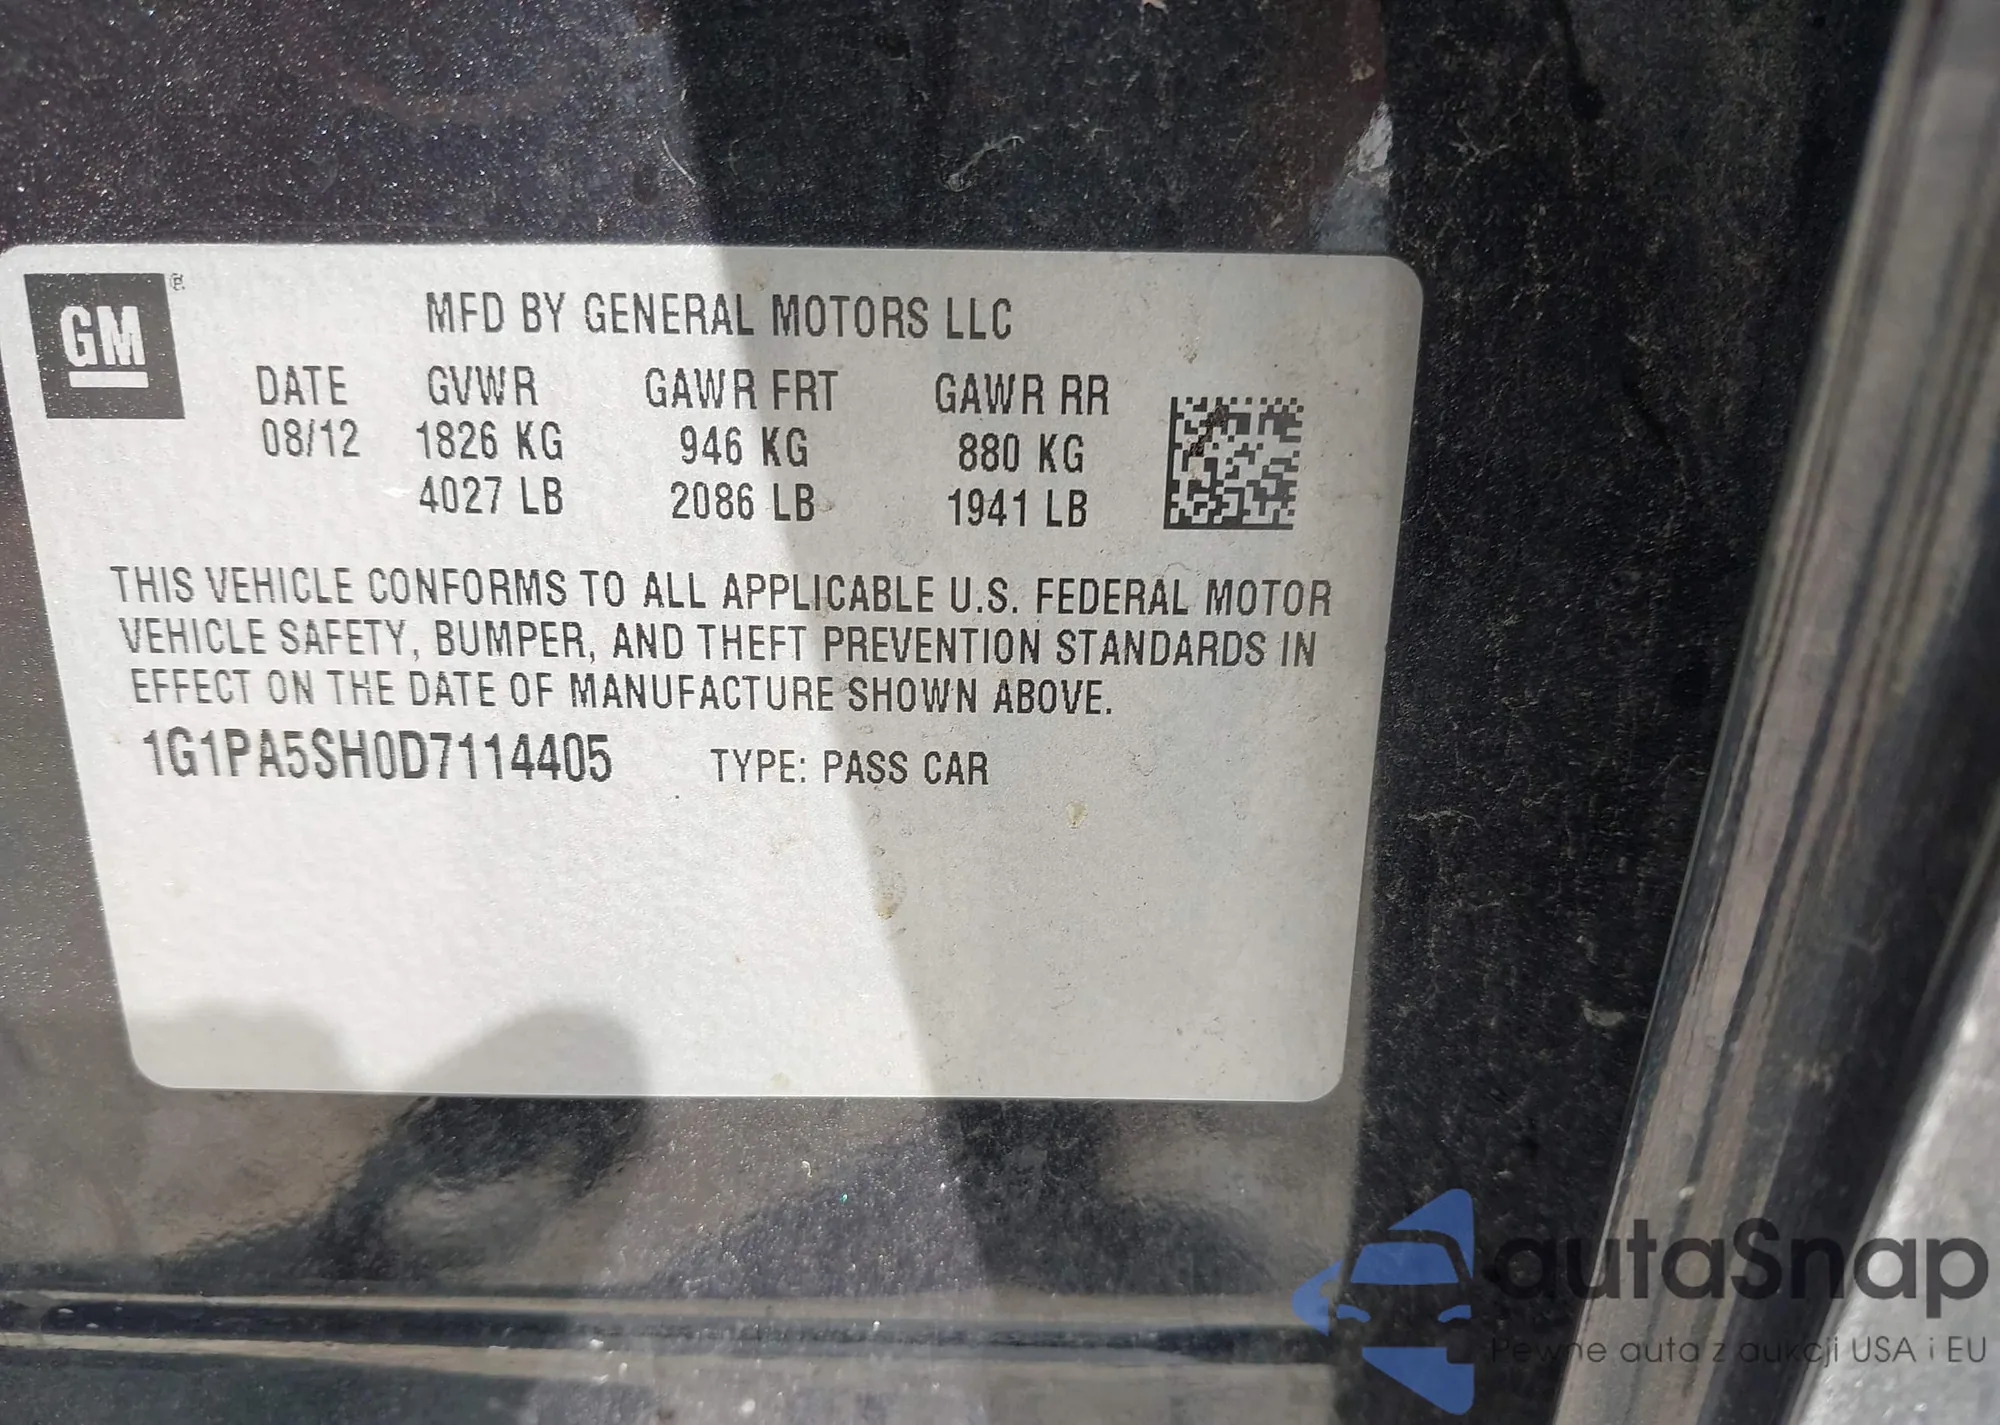 GM ®
MFD BY GENERAL MOTORS LLC
DATE GVWR GAWR FRT GAWR RR
08/12 1826 KG 946 KG 880 KG
4027 LB 2086 LB 1941 LB
THIS VEHICLE CONFORMS TO ALL APPLICABLE U.S. FEDERAL MOTOR
VEHICLE SAFETY, BUMPER, AND THEFT PREVENTION STANDARDS IN
EFFECT ON THE DATE OF MANUFACTURE SHOWN ABOVE.
1G1PA5SH0D7114405 TYPE: PASS CAR
autaSnap
Pewne auta z aukcji USA i EU